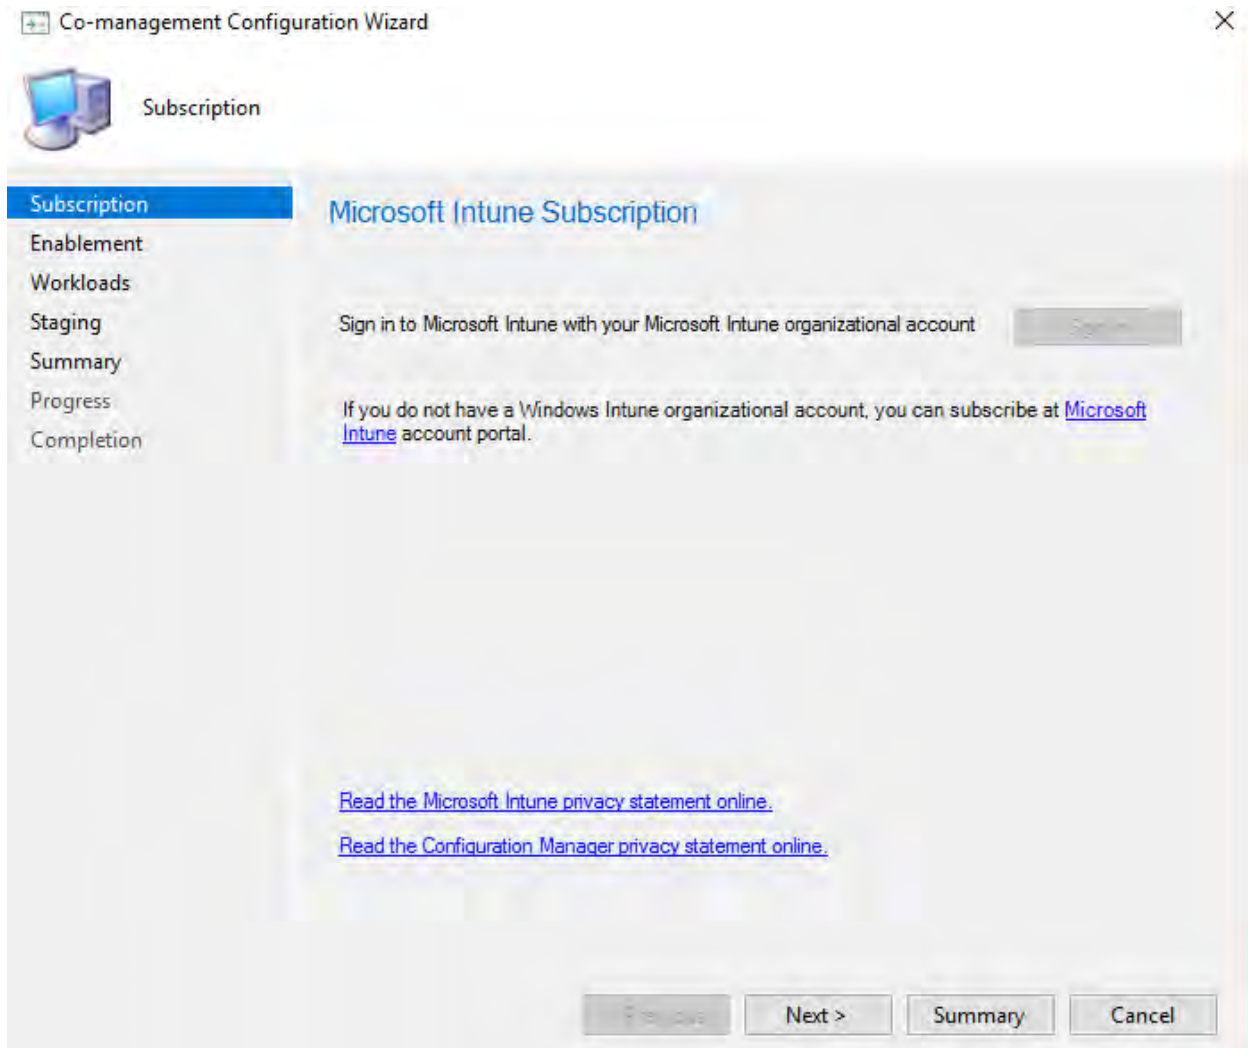 Co-management Configuration Wizard
Subscription
Subscription
Enablement
Workloads
Staging
Summary
Progress
Completion
Microsoft Intune Subscription
Sign in to Microsoft Intune with your Microsoft Intune organizational account
If you do not have a Windows Intune organizational account, you can subscribe at Microsoft
Intune account portal.
Read the Microsoft Intune privacy statement online.
Read the Configuration Manager privacy statement online.
Next >
Summary
Cancel